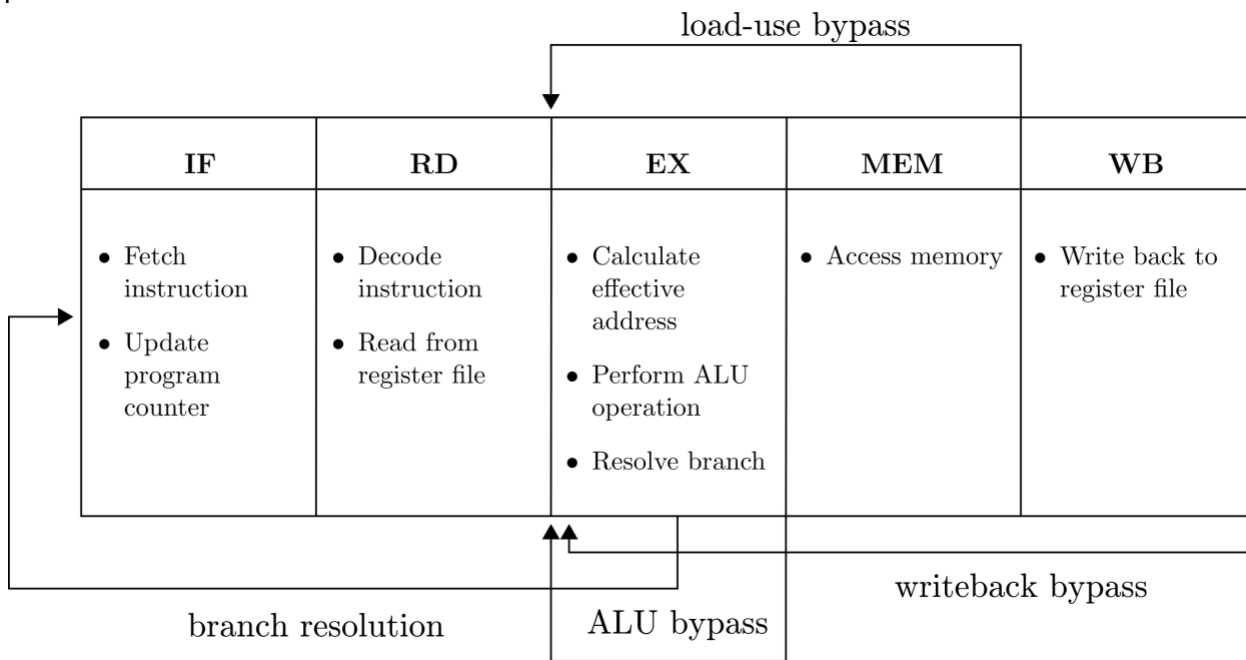 load-use bypass
IF
RD
EX
MEM
WB
• Fetch
instruction
• Update
program
counter
• Decode
instruction
• Read from
register file
• Calculate
effective
address
• Perform ALU
operation
• Resolve branch
• Access memory
• Write back to
register file
writeback bypass
branch resolution
ALU bypass